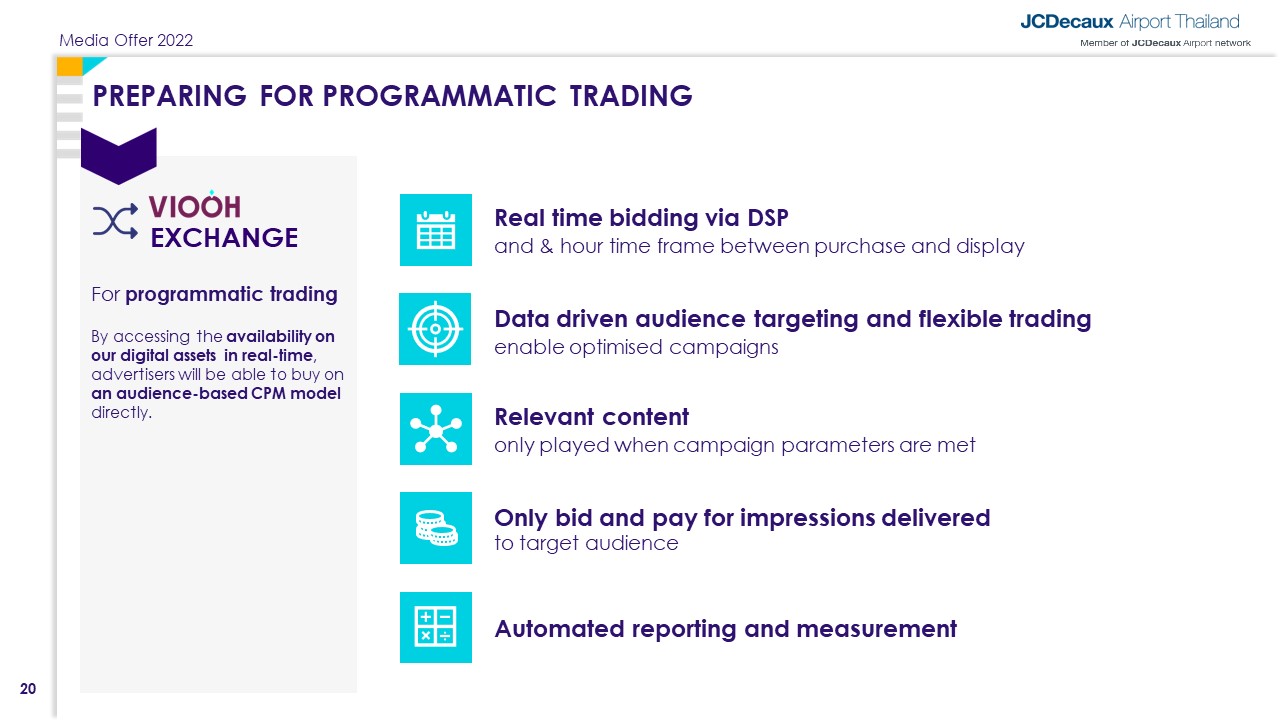 JCDecaux Airport Thailand
Member of JCDecaux Airport network
Media Offer 2022
PREPARING FOR PROGRAMMATIC TRADING
VIOOH
EXCHANGE
For programmatic trading
By accessing the availability on
our digital assets in real-time,
advertisers will be able to buy on
an audience-based CPM model
directly.
Real time bidding via DSP
and & hour time frame between purchase and display
Data driven audience targeting and flexible trading
enable optimised campaigns
Relevant content
only played when campaign parameters are met
Only bid and pay for impressions delivered
to target audience
Automated reporting and measurement
20